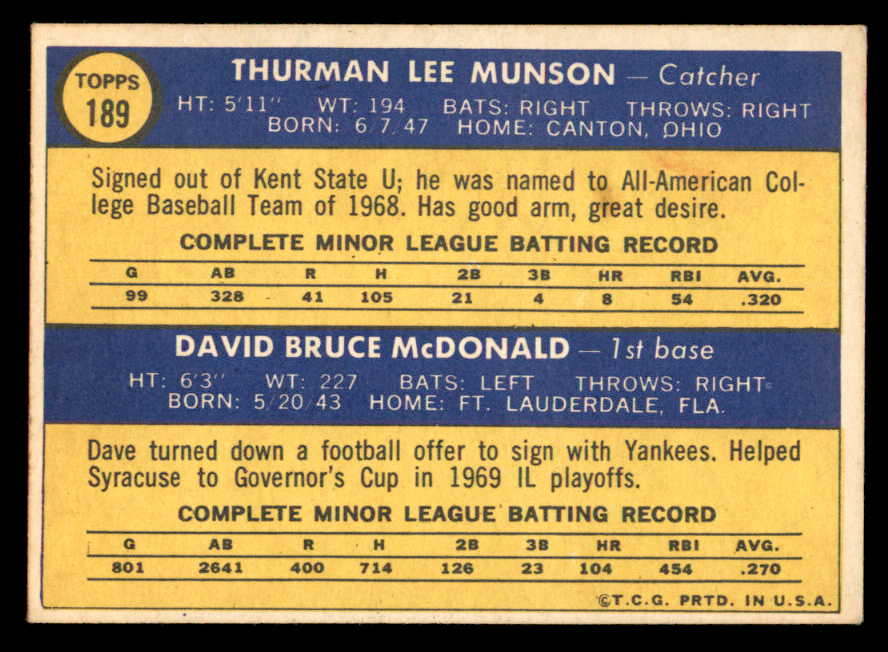 TOPPS
189
THURMAN LEE MUNSON — Catcher
HT: 5'11" WT: 194 BATS: RIGHT THROWS: RIGHT
BORN: 6/7/47 HOME: CANTON, OHIO
Signed out of Kent State U; he was named to All-American Col-
lege Baseball Team of 1968. Has good arm, great desire.
COMPLETE MINOR LEAGUE BATTING RECORD
G AB R H 2B 3B HR RBI AVG.
99 328 41 105 21 4 8 54 .320
DAVID BRUCE McDONALD — 1st base
HT: 6'3" WT: 227 BATS: LEFT THROWS: RIGHT
BORN: 5/20/43 HOME: FT. LAUDERDALE, FLA.
Dave turned down a football offer to sign with Yankees. Helped
Syracuse to Governor's Cup in 1969 IL playoffs.
COMPLETE MINOR LEAGUE BATTING RECORD
G AB R H 2B 3B HR RBI AVG.
801 2641 400 714 126 23 104 454 .270
©T.C.G. PRTD. IN U.S.A.